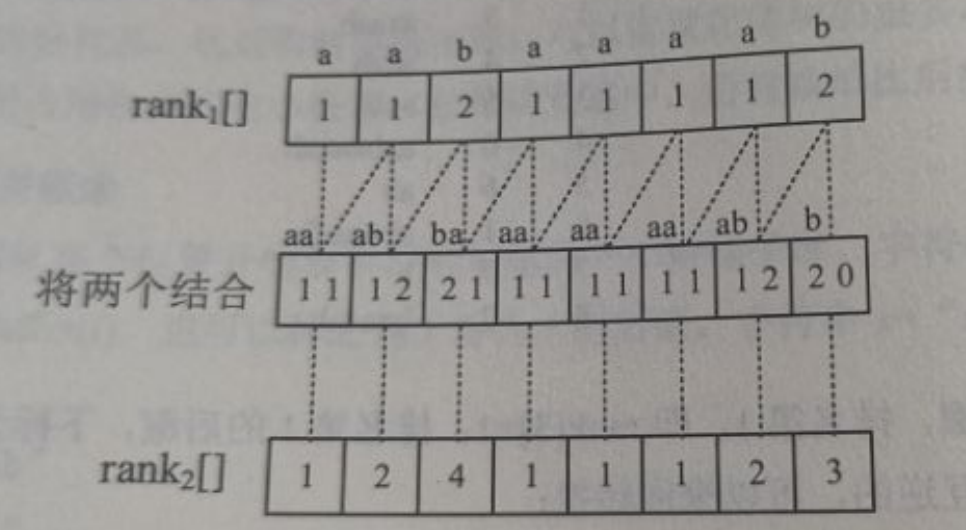 a a b a a a a b
rank₁[] 1 1 2 1 1 1 1 2
aa ab ba aa aa aa ab b
将两个结合 1 1 1 2 2 1 1 1 1 1 1 1 1 2 2 0
rank₂[] 1 2 4 1 1 1 2 3